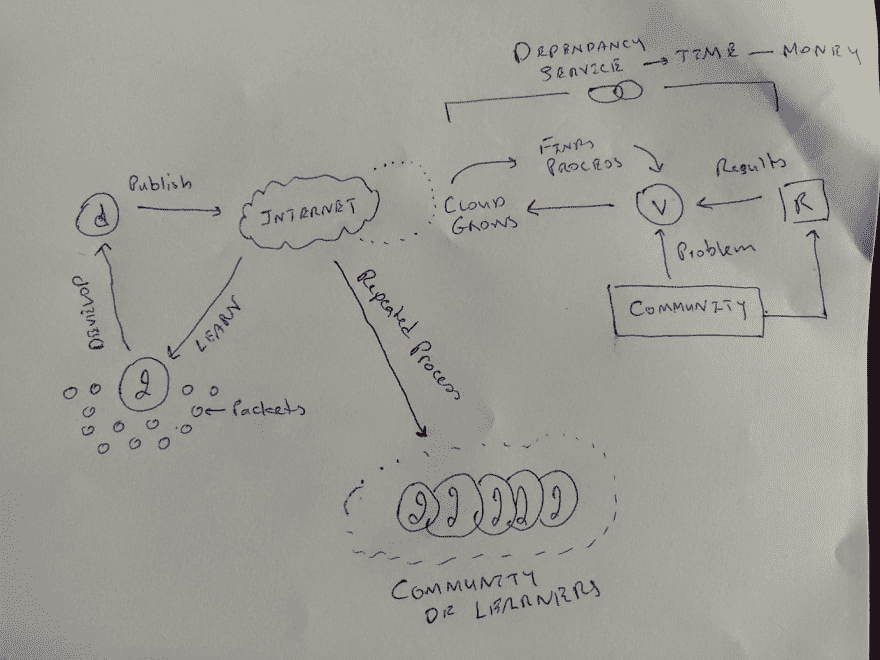 DEPENDANCY
SERVICE → TIME — MONEY
FINDS
PROCESS
Results
Publish
d
INTERNET
CLOUD
GROWS
V
R
Problem
COMMUNITY
DEVELOP
LEARN
Repeated Process
Packets
COMMUNITY
OF LEARNERS